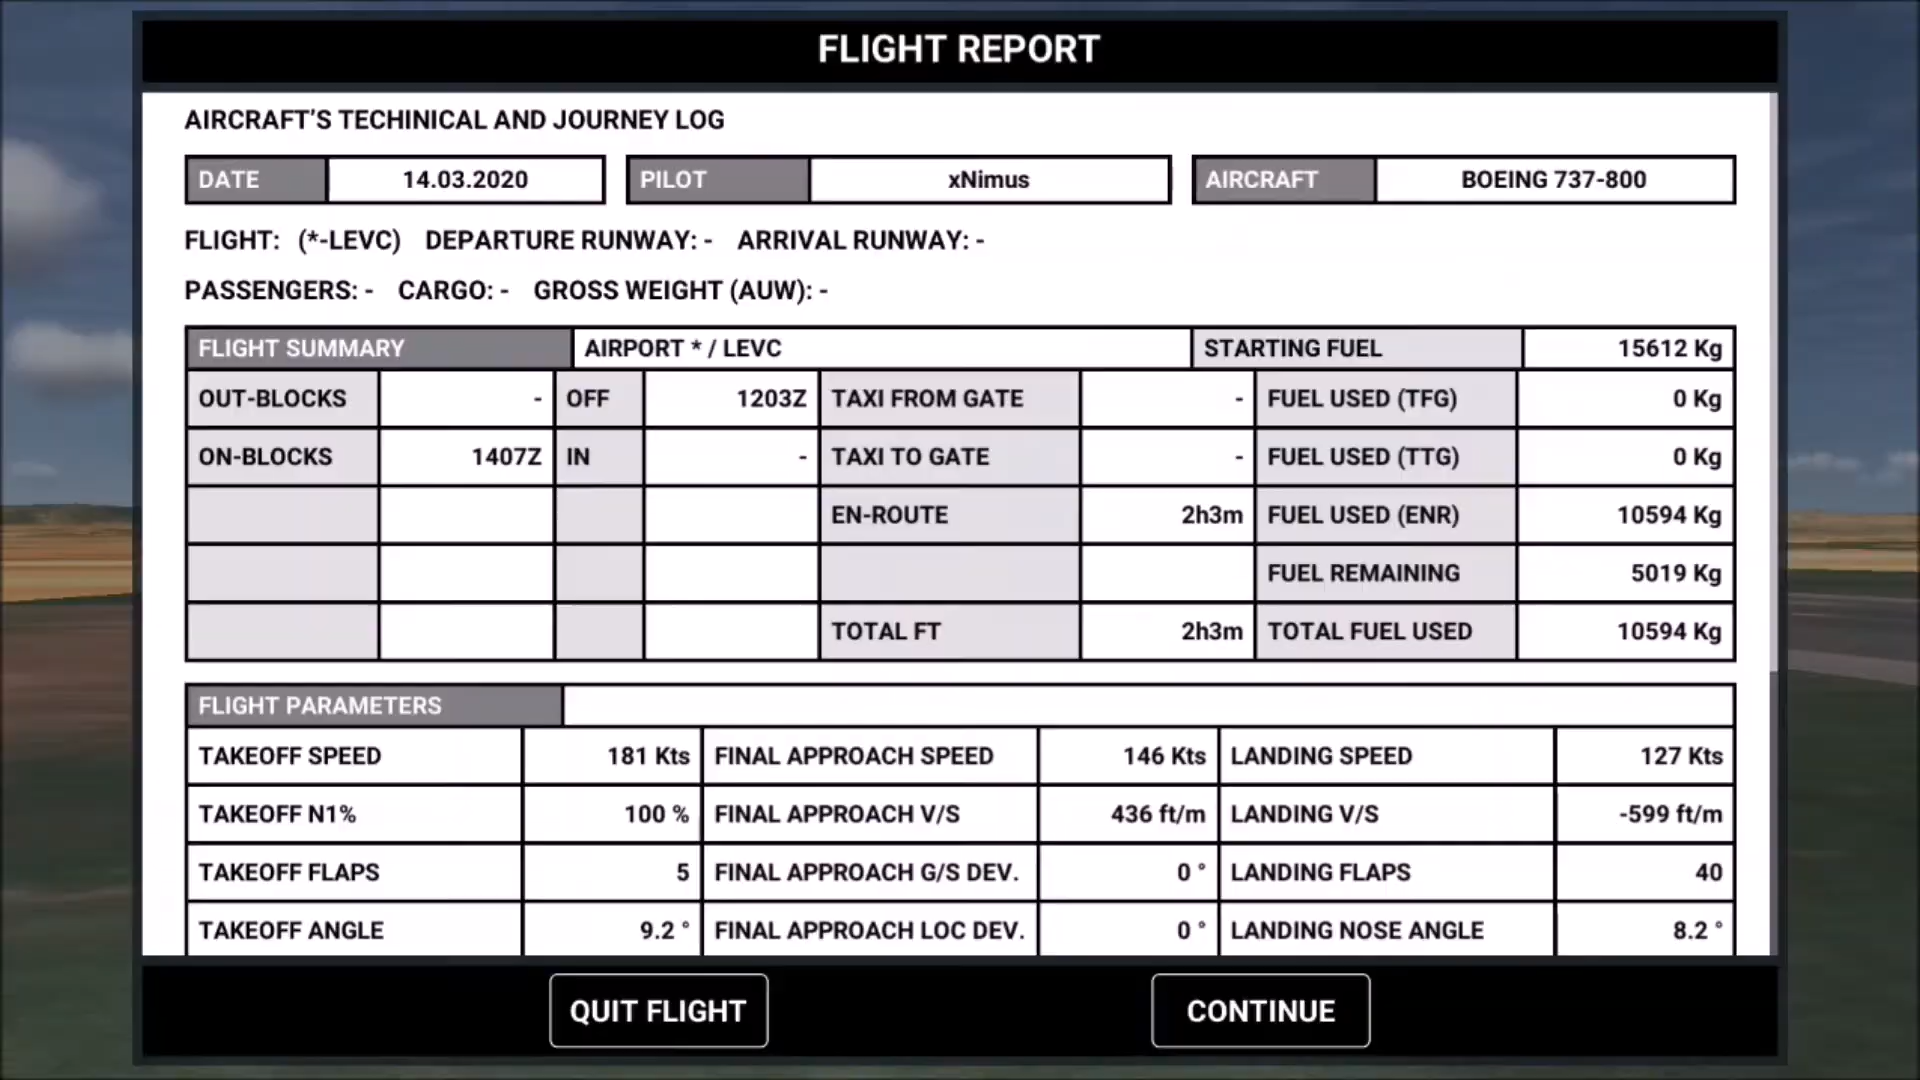 FLIGHT REPORT
AIRCRAFT'S TECHINICAL AND JOURNEY LOG
DATE 14.03.2020 PILOT xNimus AIRCRAFT BOEING 737-800
FLIGHT: (*-LEVC) DEPARTURE RUNWAY: - ARRIVAL RUNWAY: -
PASSENGERS: - CARGO: - GROSS WEIGHT (AUW): -
FLIGHT SUMMARY AIRPORT * / LEVC STARTING FUEL 15612 Kg
OUT-BLOCKS - OFF 1203Z TAXI FROM GATE - FUEL USED (TFG) 0 Kg
ON-BLOCKS 1407Z IN - TAXI TO GATE - FUEL USED (TTG) 0 Kg
EN-ROUTE 2h3m FUEL USED (ENR) 10594 Kg
FUEL REMAINING 5019 Kg
TOTAL FT 2h3m TOTAL FUEL USED 10594 Kg
FLIGHT PARAMETERS
TAKEOFF SPEED 181 Kts FINAL APPROACH SPEED 146 Kts LANDING SPEED 127 Kts
TAKEOFF N1% 100 % FINAL APPROACH V/S 436 ft/m LANDING V/S -599 ft/m
TAKEOFF FLAPS 5 FINAL APPROACH G/S DEV. 0 ° LANDING FLAPS 40
TAKEOFF ANGLE 9.2 ° FINAL APPROACH LOC DEV. 0 ° LANDING NOSE ANGLE 8.2 °
QUIT FLIGHT CONTINUE